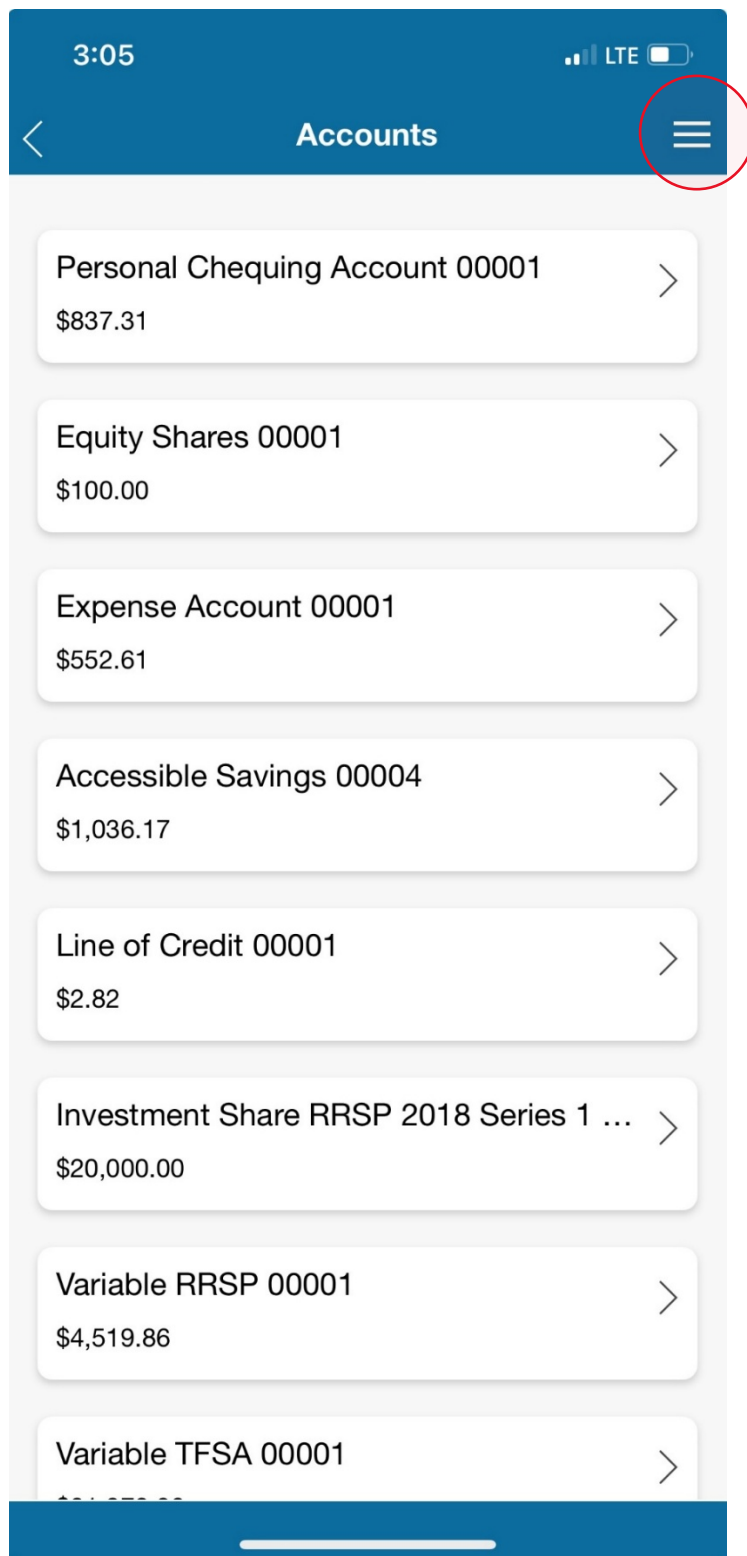 3:05 LTE
Accounts
Personal Chequing Account 00001
$837.31
Equity Shares 00001
$100.00
Expense Account 00001
$552.61
Accessible Savings 00004
$1,036.17
Line of Credit 00001
$2.82
Investment Share RRSP 2018 Series 1 ...
$20,000.00
Variable RRSP 00001
$4,519.86
Variable TFSA 00001